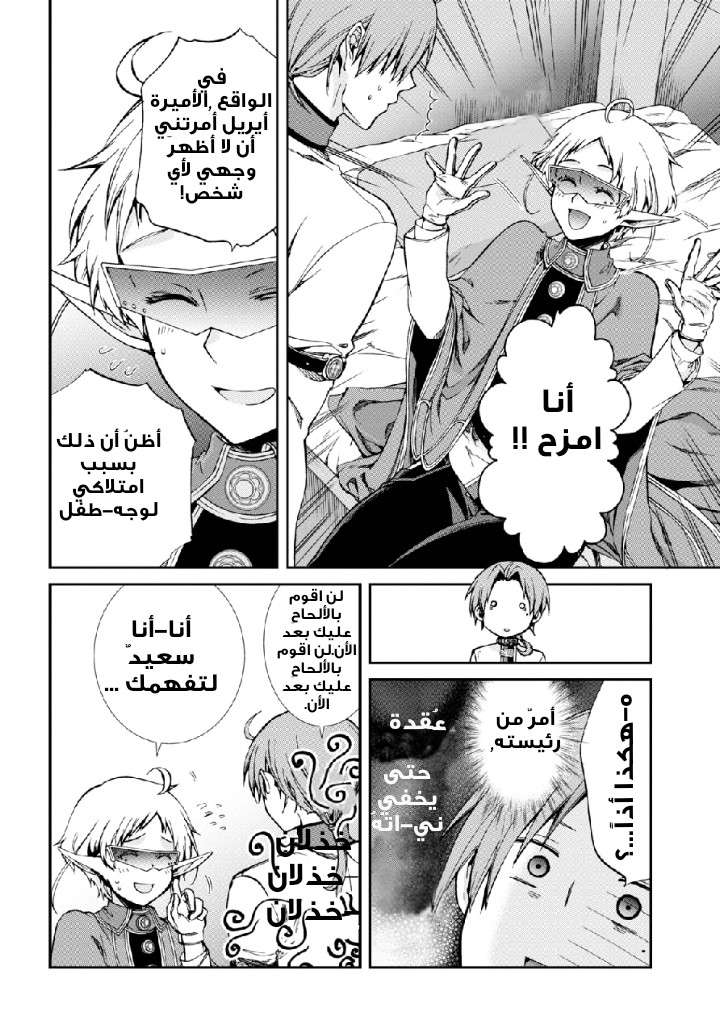 أنا
امزح !!
في
الواقع ,الأميرة
أيريل أمرتني
أن لا أظهر
وجهي لأي
شخص!
أظنُ أن ذلك
بسبب
امتلاكي
لوجه-طفل
ه-هكذا أذاً...؟
أمرّ من
رئيسته,
عُقدة
حتى
يخفي
ني-اتهُ
لن اقوم
بالألحاح
عليك بعد
الأن.لن اقوم
بالألحاح
عليك بعد
الأن.
أنا-أنا
سعيدٌ
لتفهمك ...
خذلان
خذلان
خذلان